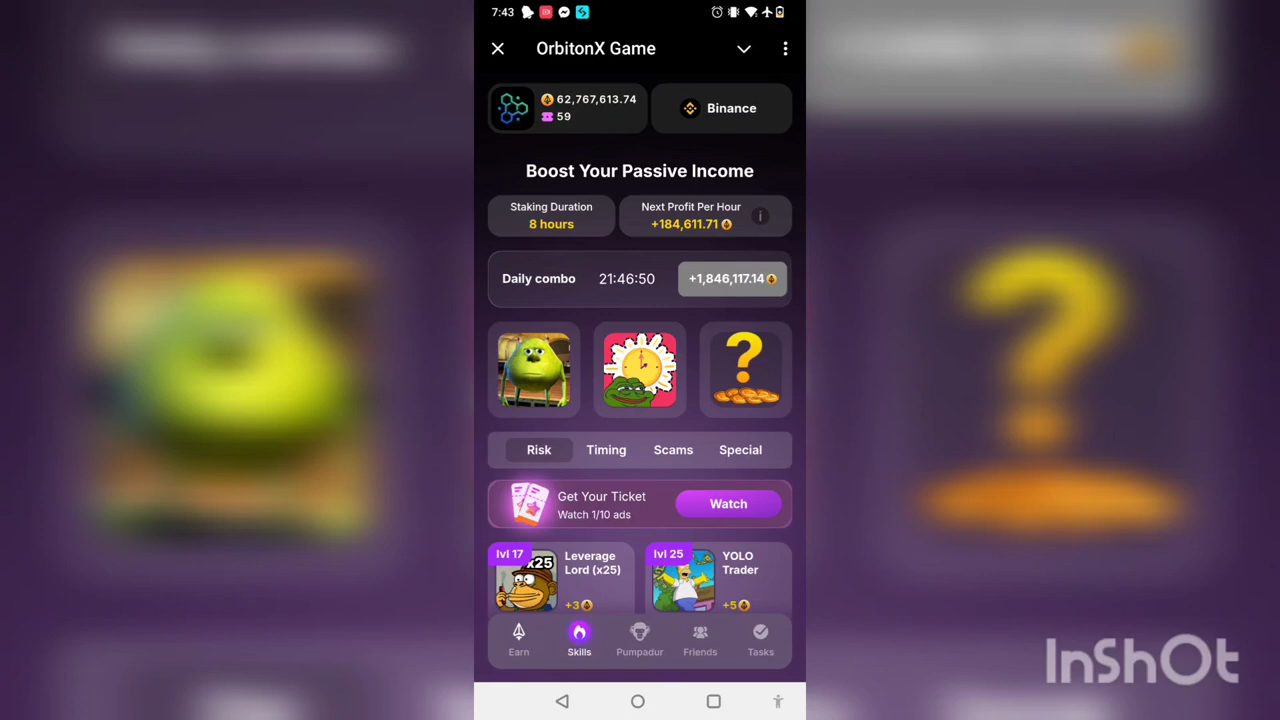 7:43
OrbitonX Game
62,767,613.74
59
Binance
Boost Your Passive Income
Staking Duration
8 hours
Next Profit Per Hour
+184,611.71
i
Daily combo
21:46:50
+1,846,117.14
?
?
Risk
Timing
Scams
Special
Get Your Ticket
Watch 1/10 ads
Watch
lvl 17
x25
Leverage
Lord (x25)
+3
lvl 25
YOLO
Trader
+5
Earn
Skills
Pumpadur
Friends
Tasks
InShOt